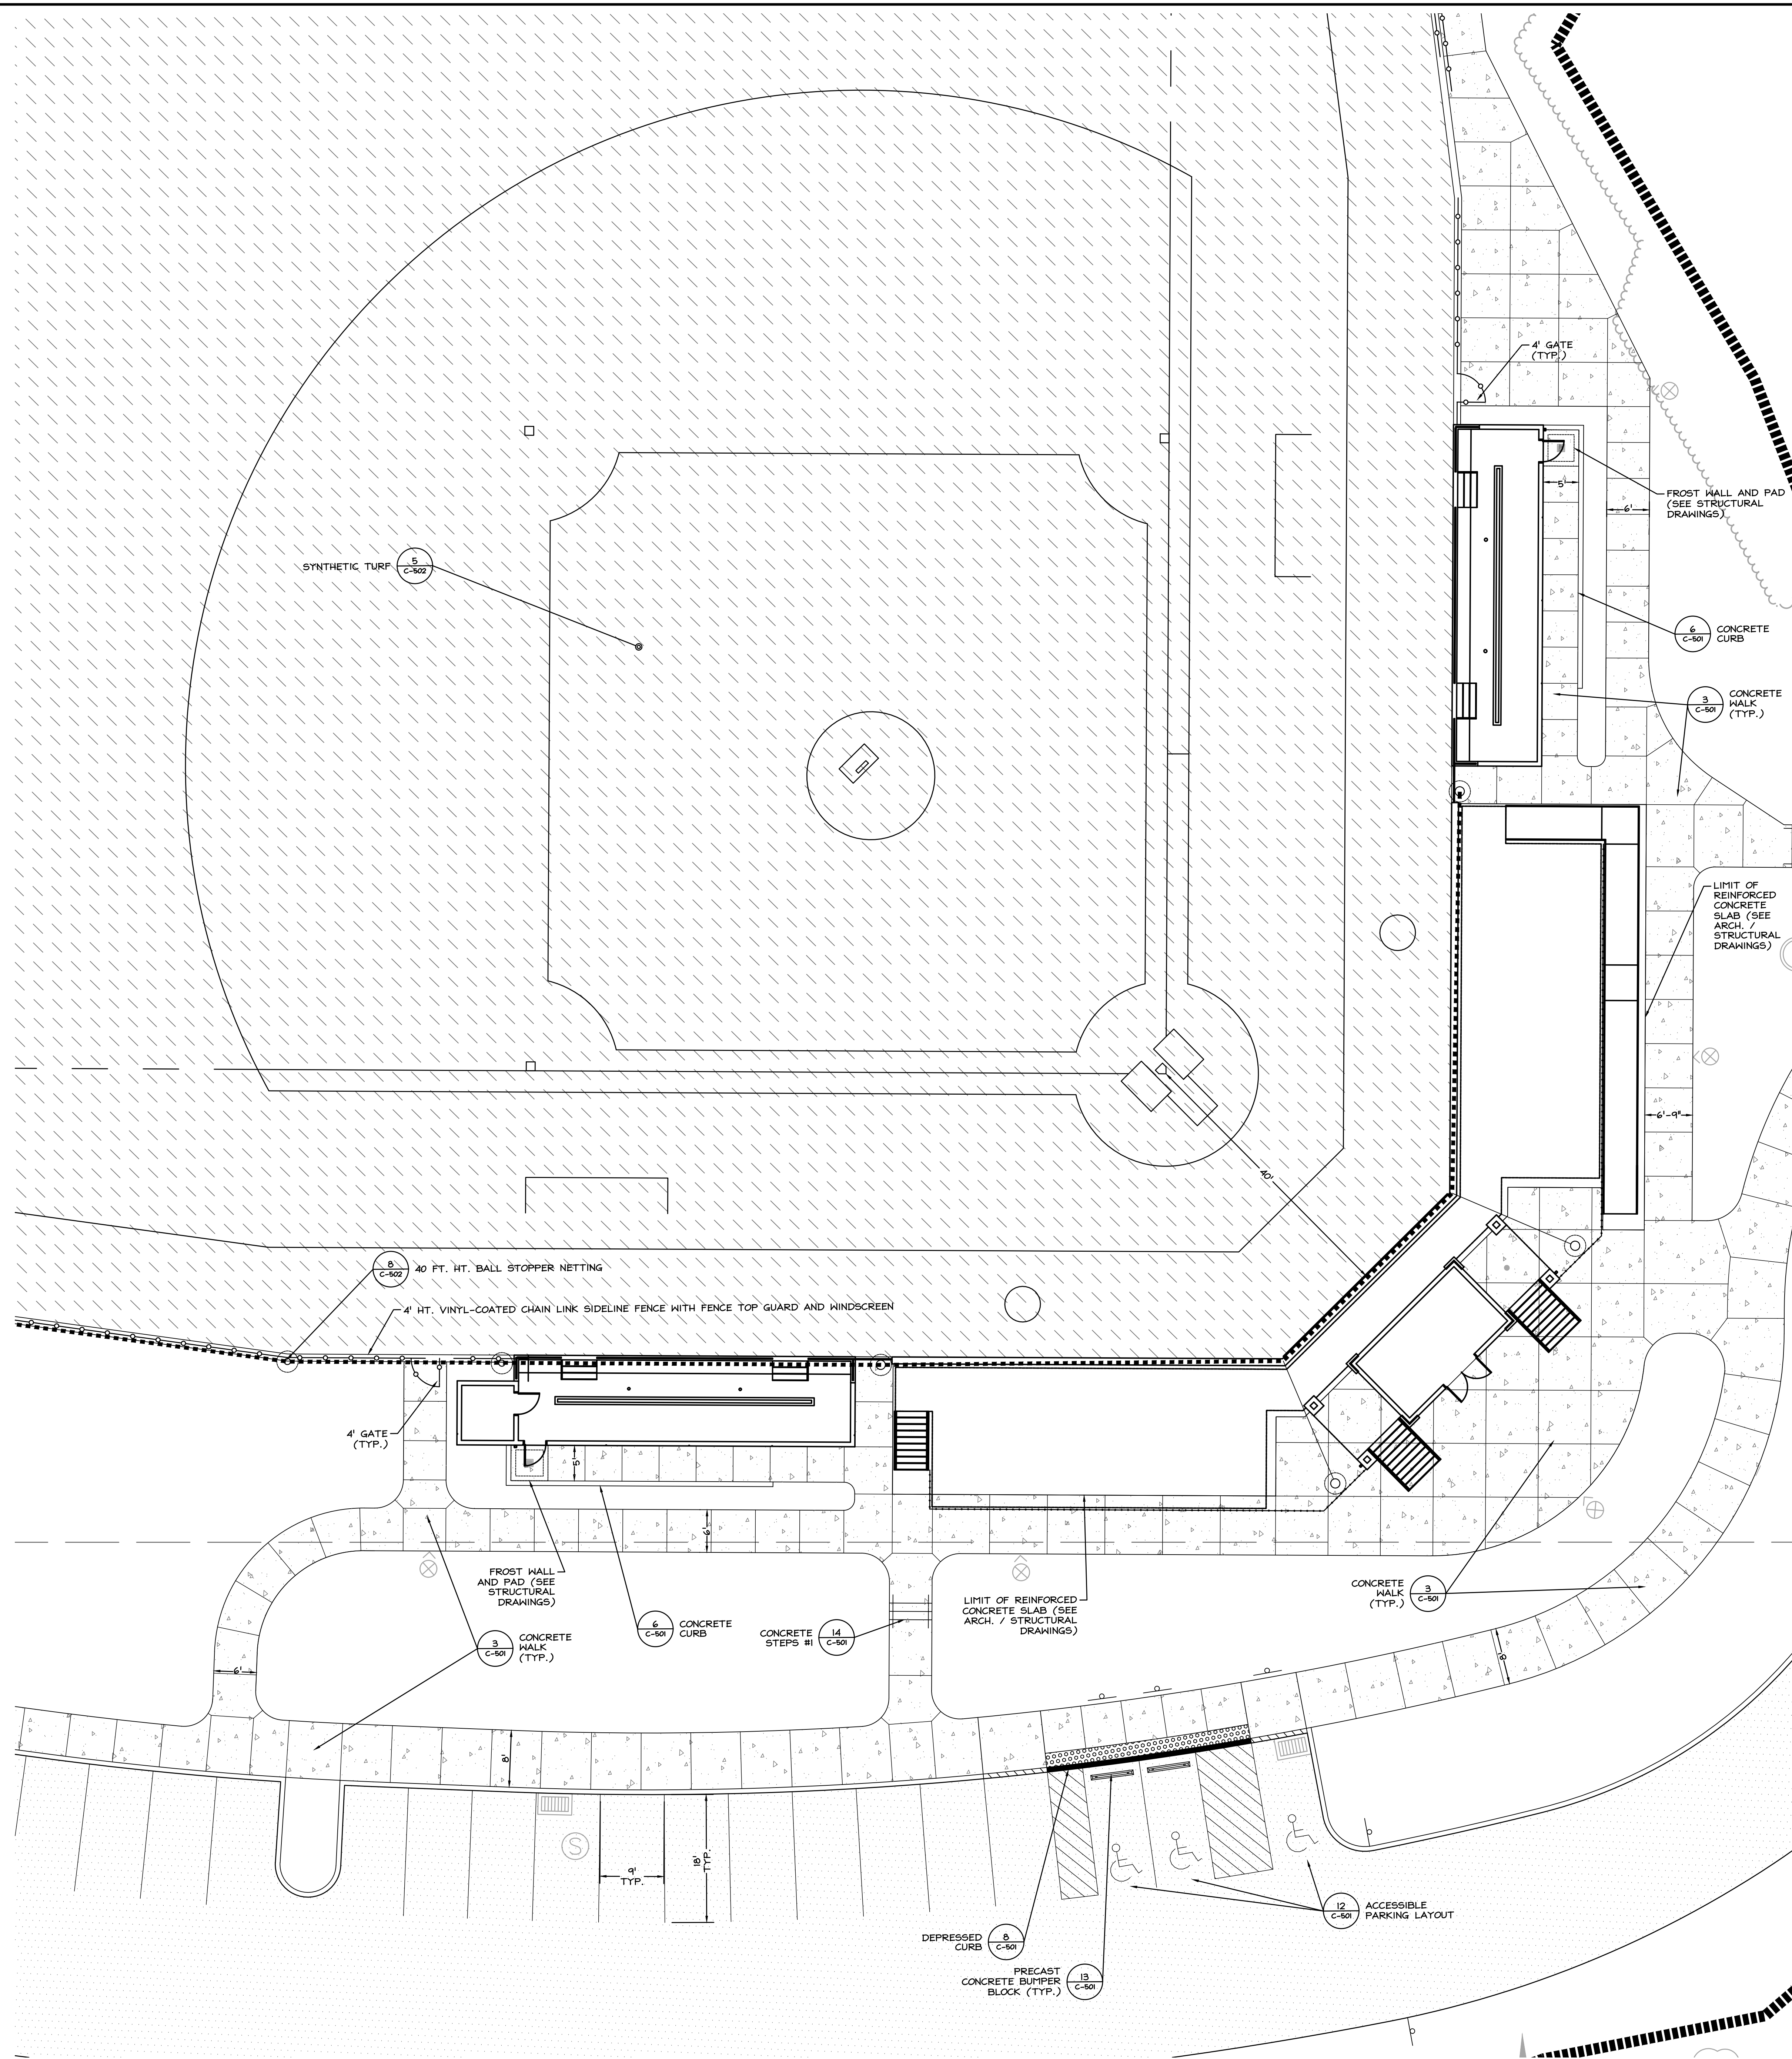 4' GATE
(TYP.)
FROST WALL AND PAD
(SEE STRUCTURAL
DRAWINGS)
5'
6'
SYNTHETIC TURF
5
C-502
6
C-501
CONCRETE
CURB
3
C-501
CONCRETE
WALK
(TYP.)
LIMIT OF
REINFORCED
CONCRETE
SLAB (SEE
ARCH. /
STRUCTURAL
DRAWINGS)
6'-9"
40'
8
C-502
40 FT. HT. BALL STOPPER NETTING
4' HT. VINYL-COATED CHAIN LINK SIDELINE FENCE WITH FENCE TOP GUARD AND WINDSCREEN
4' GATE
(TYP.)
5'
6'
FROST WALL
AND PAD (SEE
STRUCTURAL
DRAWINGS)
3
C-501
CONCRETE
WALK
(TYP.)
6
C-501
CONCRETE
CURB
CONCRETE
STEPS #1
14
C-501
LIMIT OF REINFORCED
CONCRETE SLAB (SEE
ARCH. / STRUCTURAL
DRAWINGS)
CONCRETE
WALK
(TYP.)
3
C-501
6'
8'
8'
S
9'
TYP.
18'
TYP.
12
C-501
ACCESSIBLE
PARKING LAYOUT
DEPRESSED
CURB
8
C-501
PRECAST
CONCRETE BUMPER
BLOCK (TYP.)
13
C-501